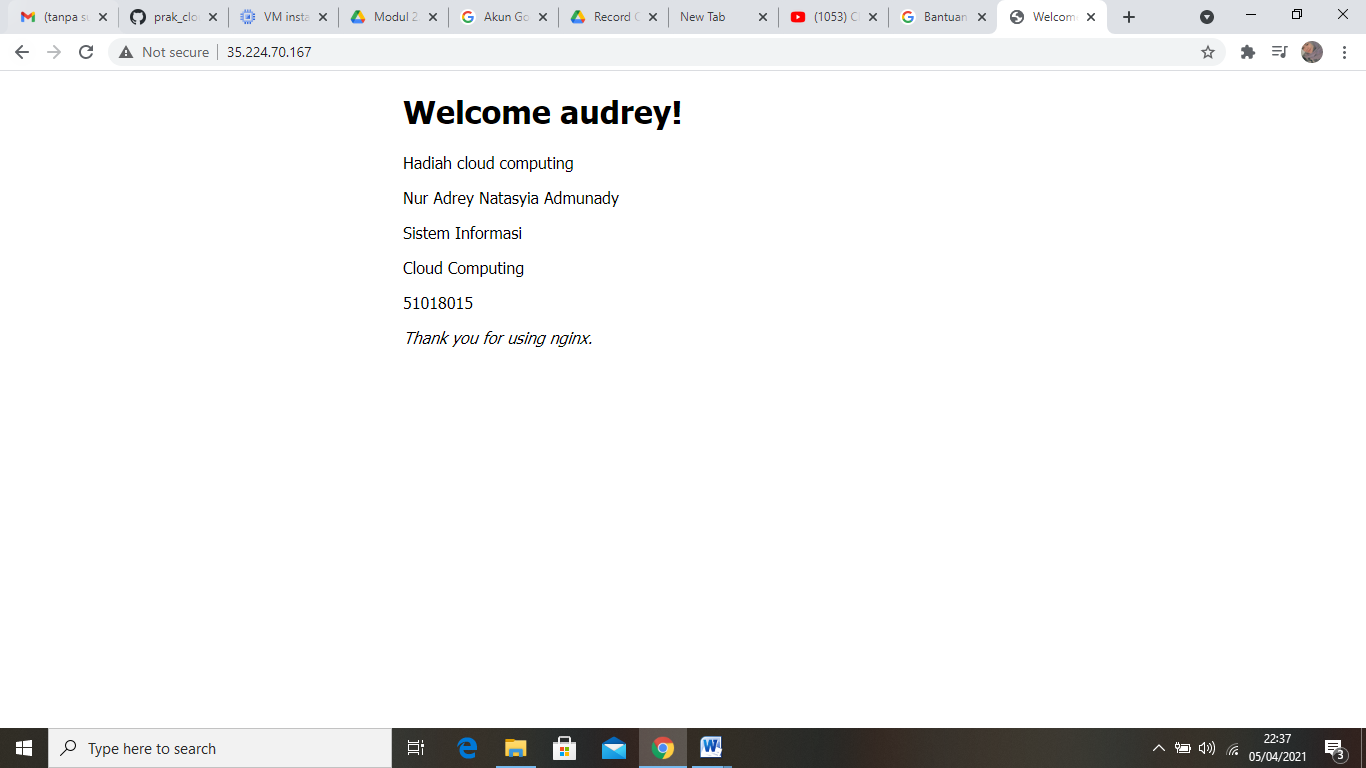 (tanpa su
prak_clo
VM insta
Modul 2
Akun Go
Record C
New Tab
(1053) C
Bantuan
Welcom
Not secure
35.224.70.167
Welcome audrey!
Hadiah cloud computing
Nur Adrey Natasyia Admunady
Sistem Informasi
Cloud Computing
51018015
Thank you for using nginx.
Type here to search
22:37
05/04/2021
3